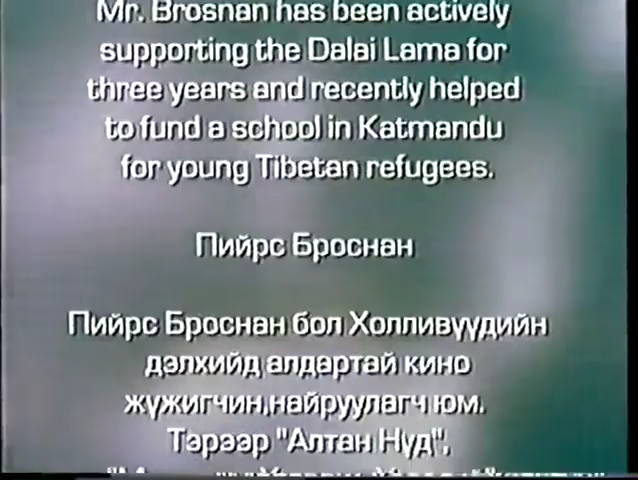 Mr. Brosnan has been actively
supporting the Dalai Lama for
three years and recently helped
to fund a school in Katmandu
for young Tibetan refugees.
Пийрс Броснан
Пийрс Броснан бол Холливүүдийн
дэлхийд алдартай кино
жүжигчин,найруулагч юм.
Тэрээр "Алтан Нүд",